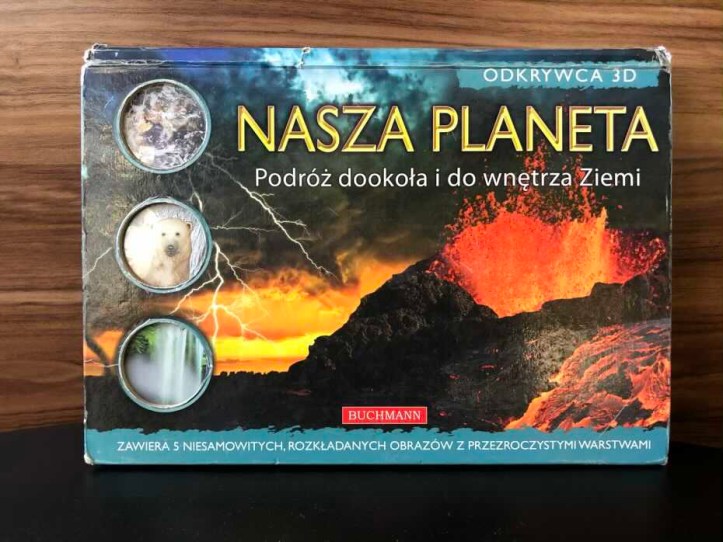 ODKRYWCA 3D
NASZA PLANETA
Podróż dookoła i do wnętrza Ziemi
BUCHMANN
ZAWIERA 5 NIESAMOWITYCH, ROZKŁADANYCH OBRAZÓW Z PRZEZROCZYSTYMI WARSTWAMI